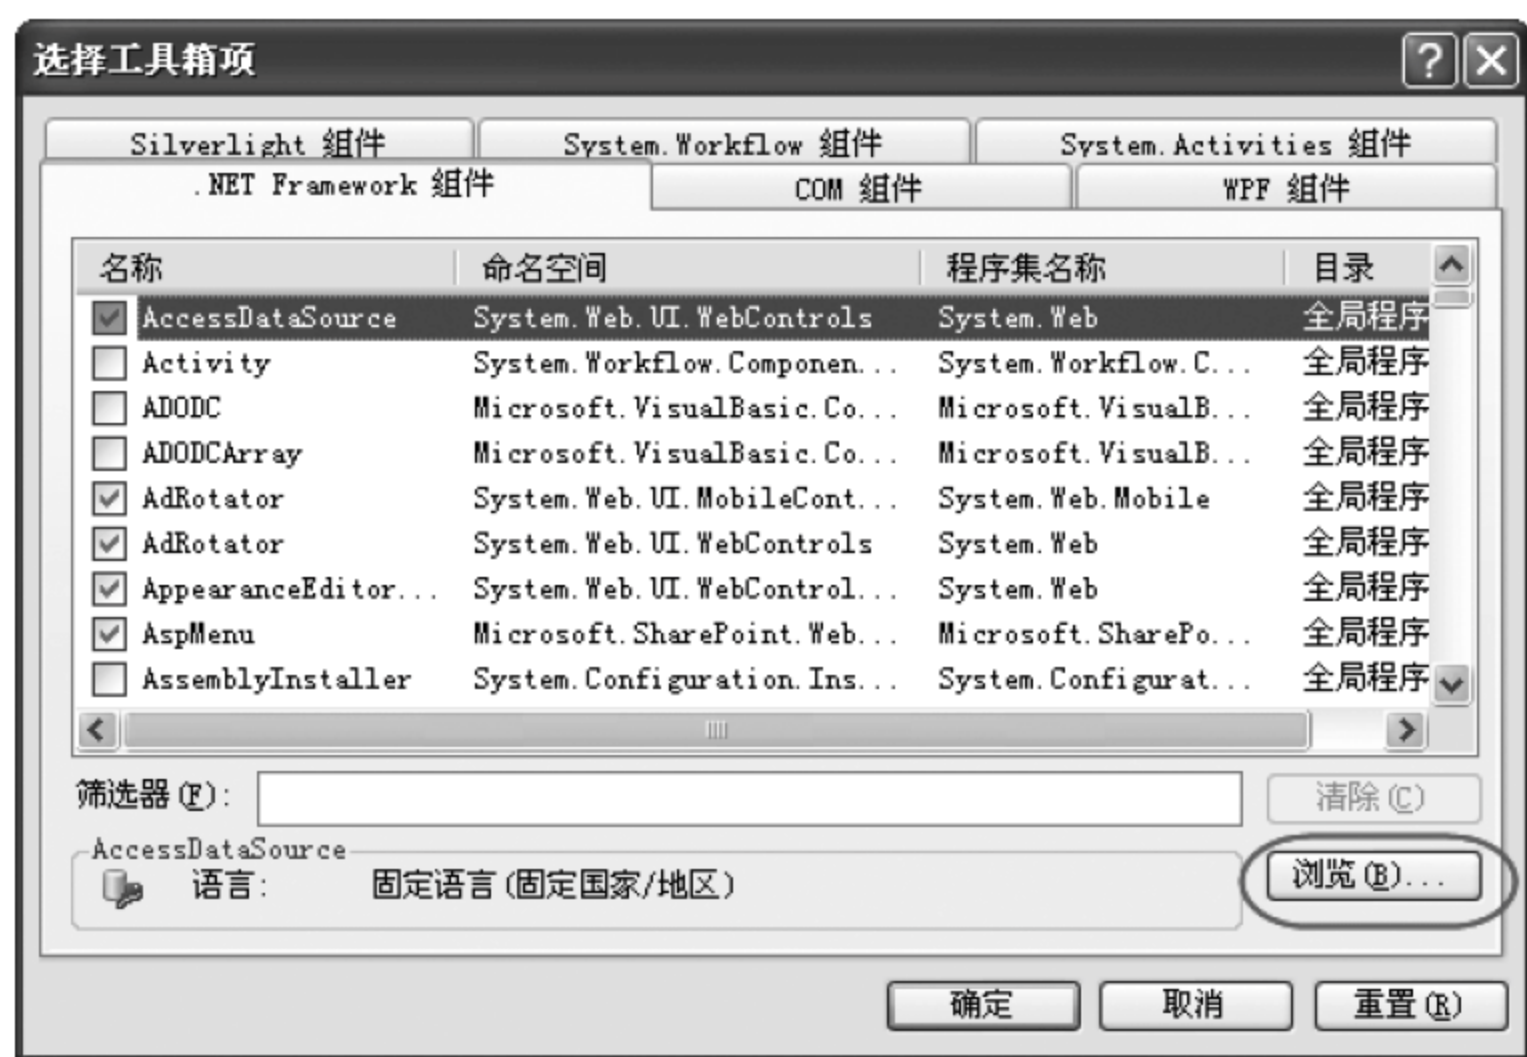 选择工具箱项
Silverlight 组件 System.Workflow 组件 System.Activities 组件
.NET Framework 组件 COM 组件 WPF 组件
名称 命名空间 程序集名称 目录
AccessDataSource System.Web.UI.WebControls System.Web 全局程序
Activity System.Workflow.Componen... System.Workflow.C... 全局程序
ADODC Microsoft.VisualBasic.Co... Microsoft.VisualB... 全局程序
ADODCArray Microsoft.VisualBasic.Co... Microsoft.VisualB... 全局程序
AdRotator System.Web.UI.MobileCont... System.Web.Mobile 全局程序
AdRotator System.Web.UI.WebControls System.Web 全局程序
AppearanceEditor... System.Web.UI.WebControl... System.Web 全局程序
AspMenu Microsoft.SharePoint.Web... Microsoft.SharePo... 全局程序
AssemblyInstaller System.Configuration.Ins... System.Configurat... 全局程序
筛选器(F): 清除(C)
AccessDataSource
语言: 固定语言(固定国家/地区) 浏览(B)...
确定 取消 重置(R)